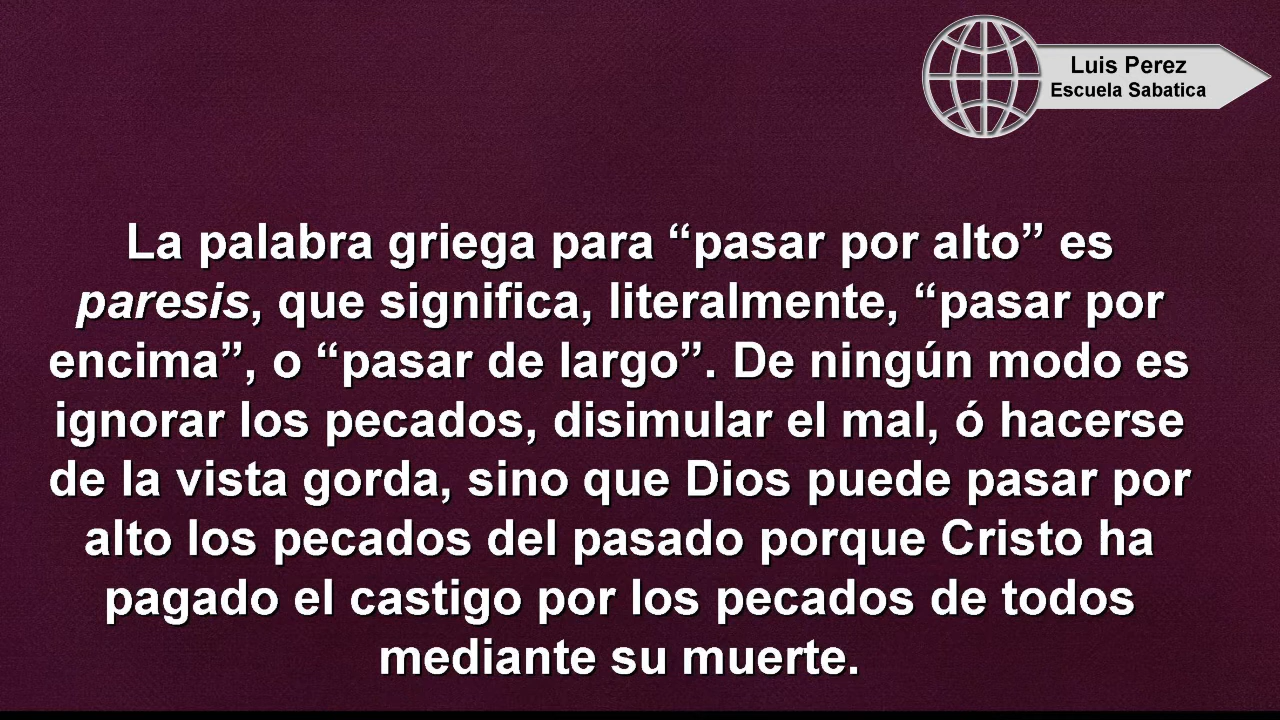 Luis Perez
Escuela Sabatica
La palabra griega para “pasar por alto” es
paresis, que significa, literalmente, “pasar por
encima”, o “pasar de largo”. De ningún modo es
ignorar los pecados, disimular el mal, ó hacerse
de la vista gorda, sino que Dios puede pasar por
alto los pecados del pasado porque Cristo ha
pagado el castigo por los pecados de todos
mediante su muerte.